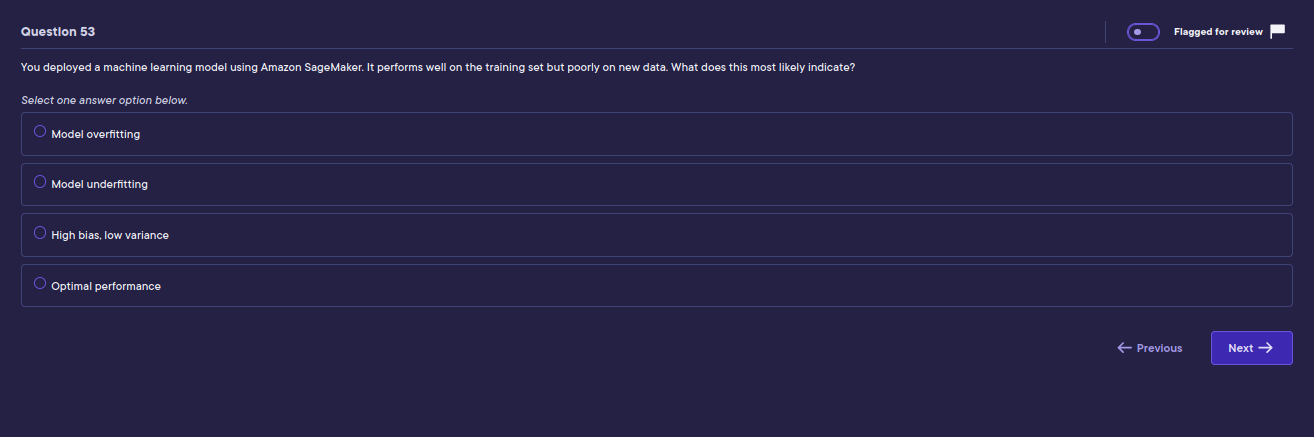 Question 53
Flagged for review
You deployed a machine learning model using Amazon SageMaker. It performs well on the training set but poorly on new data. What does this most likely indicate?
Select one answer option below.
Model overfitting
Model underfitting
High bias, low variance
Optimal performance
Previous
Next